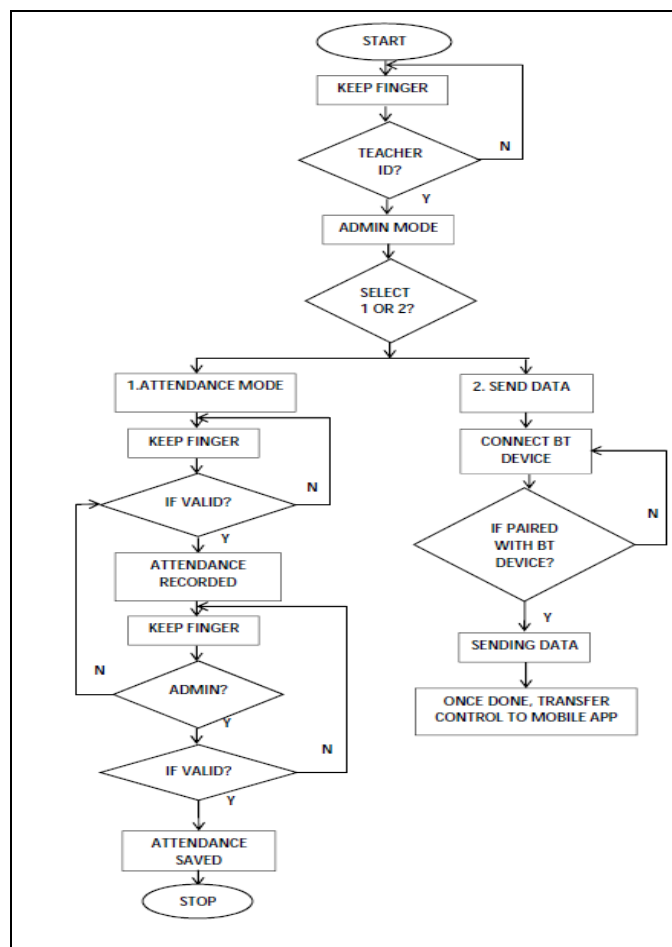 START
KEEP FINGER
N
TEACHER
ID?
Y
ADMIN MODE
SELECT
1 OR 2?
1.ATTENDANCE MODE
KEEP FINGER
N
IF VALID?
Y
ATTENDANCE
RECORDED
KEEP FINGER
N
ADMIN?
Y
N
IF VALID?
Y
ATTENDANCE
SAVED
STOP
2. SEND DATA
CONNECT BT
DEVICE
N
IF PAIRED
WITH BT
DEVICE?
Y
SENDING DATA
ONCE DONE, TRANSFER
CONTROL TO MOBILE APP